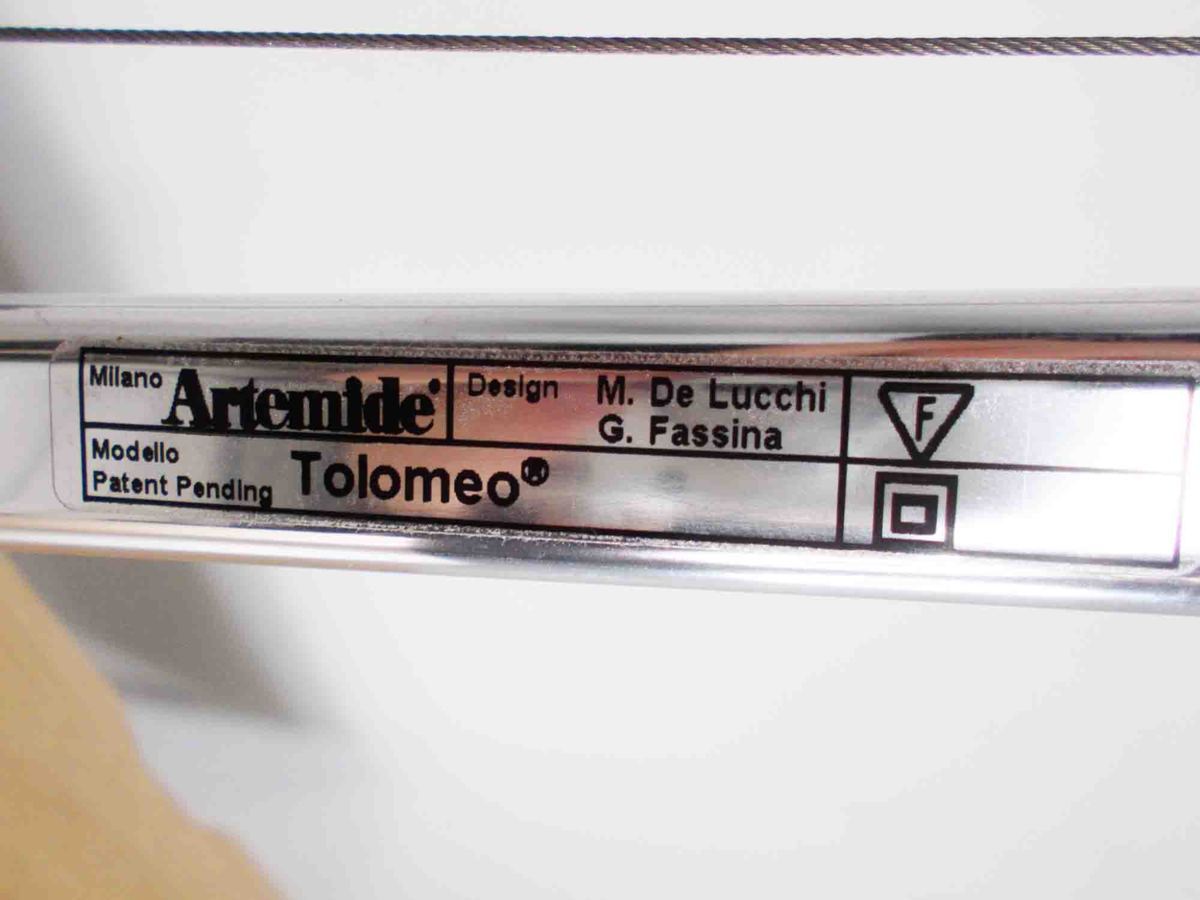 Milano Artemide
Design M. De Lucchi
G. Fassina
Modello
Patent Pending Tolomeo®
F